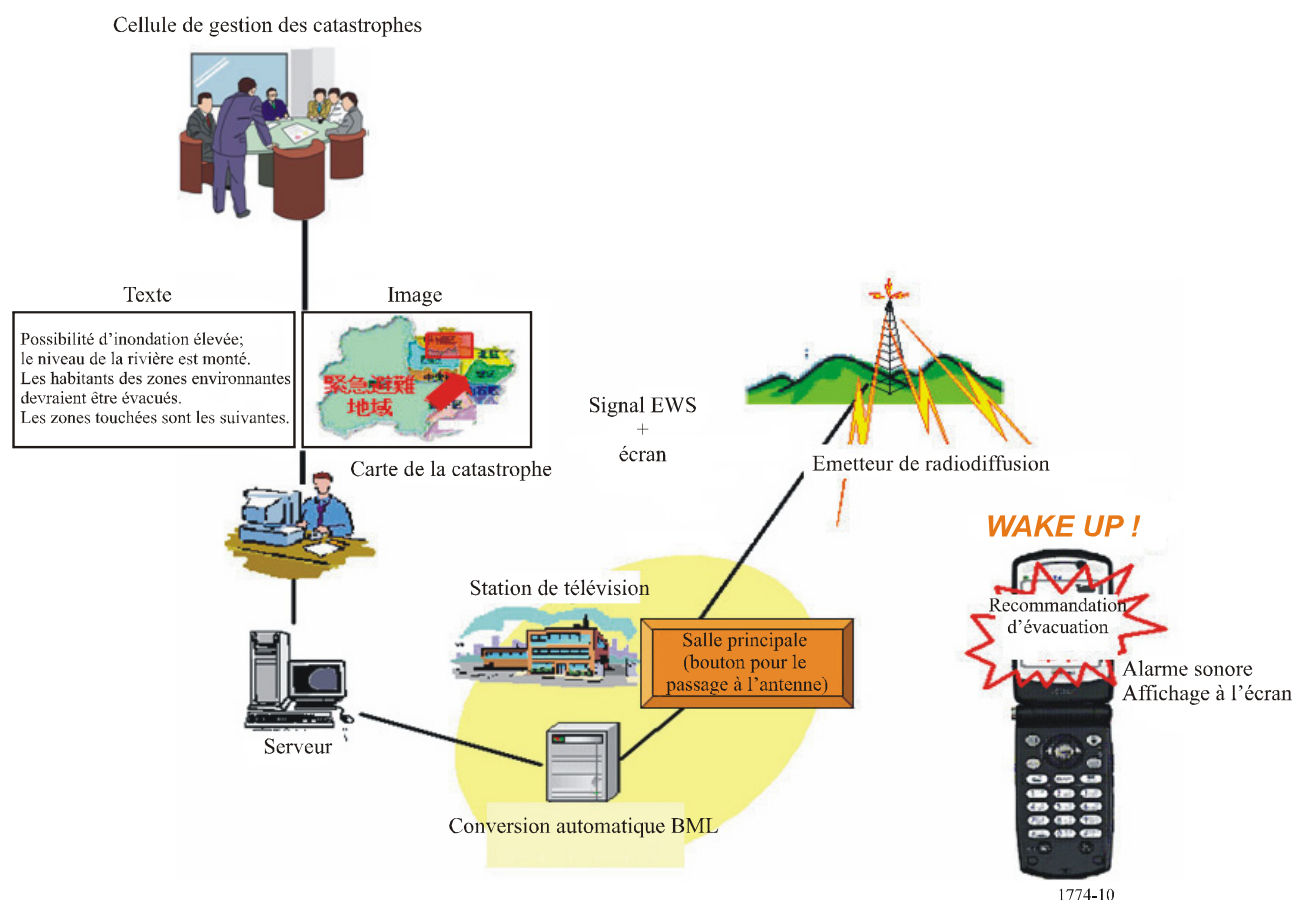 Cellule de gestion des catastrophes
Texte
Image
Possibilité d'inondation élevée;
le niveau de la rivière est monté.
Les habitants des zones environnantes
devraient être évacués.
Les zones touchées sont les suivantes.
緊急避難
地域
Carte de la catastrophe
Signal EWS
+
écran
Emetteur de radiodiffusion
WAKE UP !
Station de télévision
Salle principale
(bouton pour le
passage à l'antenne)
Recommandation
d'évacuation
Alarme sonore
Affichage à l'écran
Serveur
Conversion automatique BML
1774-10